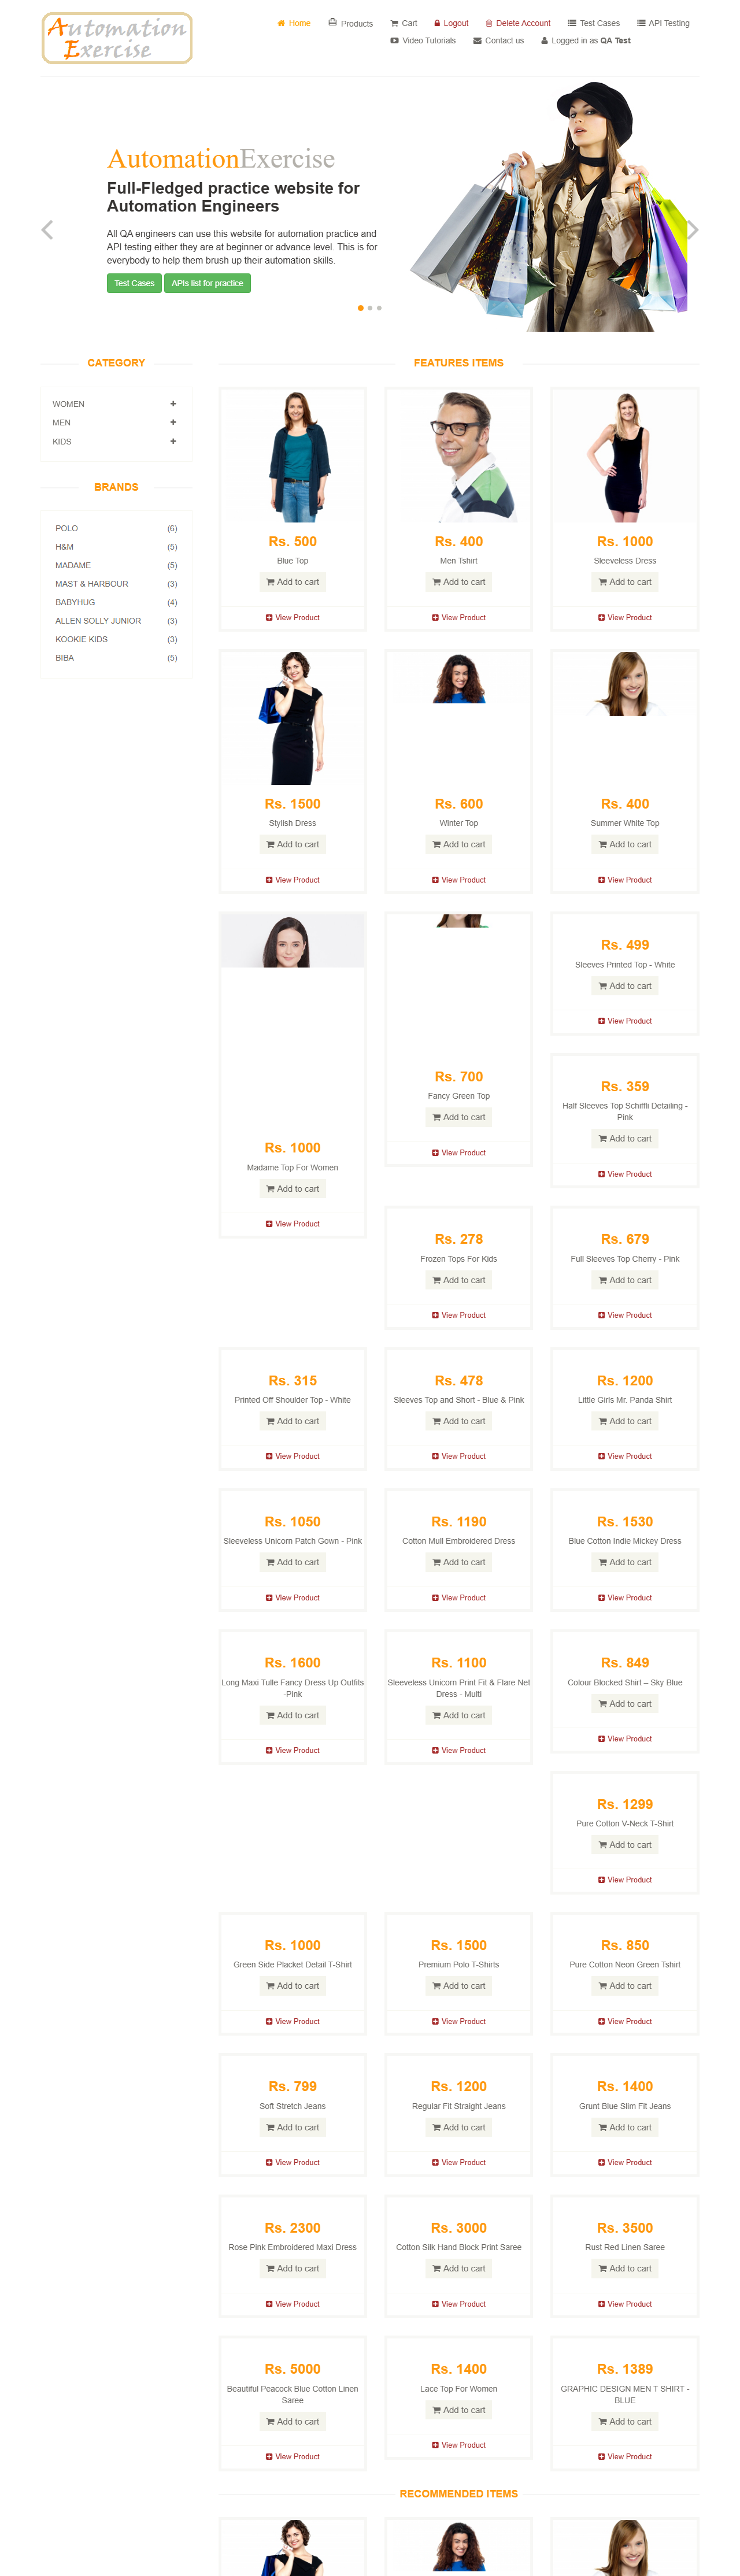 Automation
Exercise
Home Products Cart Logout Delete Account Test Cases API Testing
Video Tutorials Contact us Logged in as QA Test
AutomationExercise
Full-Fledged practice website for
Automation Engineers
All QA engineers can use this website for automation practice and
API testing either they are at beginner or advance level. This is for
everybody to help them brush up their automation skills.
Test Cases APIs list for practice
CATEGORY
WOMEN
MEN
KIDS
BRANDS
POLO (6)
H&M (5)
MADAME (5)
MAST & HARBOUR (3)
BABYHUG (4)
ALLEN SOLLY JUNIOR (3)
KOOKIE KIDS (3)
BIBA (5)
FEATURES ITEMS
Rs. 500
Blue Top
Add to cart
View Product
Rs. 400
Men Tshirt
Add to cart
View Product
Rs. 1000
Sleeveless Dress
Add to cart
View Product
Rs. 1500
Stylish Dress
Add to cart
View Product
Rs. 600
Winter Top
Add to cart
View Product
Rs. 400
Summer White Top
Add to cart
View Product
Rs. 1000
Madame Top For Women
Add to cart
View Product
Rs. 700
Fancy Green Top
Add to cart
View Product
Rs. 499
Sleeves Printed Top - White
Add to cart
View Product
Rs. 359
Half Sleeves Top Schiffli Detailing -
Pink
Add to cart
View Product
Rs. 278
Frozen Tops For Kids
Add to cart
View Product
Rs. 679
Full Sleeves Top Cherry - Pink
Add to cart
View Product
Rs. 315
Printed Off Shoulder Top - White
Add to cart
View Product
Rs. 478
Sleeves Top and Short - Blue & Pink
Add to cart
View Product
Rs. 1200
Little Girls Mr. Panda Shirt
Add to cart
View Product
Rs. 1050
Sleeveless Unicorn Patch Gown - Pink
Add to cart
View Product
Rs. 1190
Cotton Mull Embroidered Dress
Add to cart
View Product
Rs. 1530
Blue Cotton Indie Mickey Dress
Add to cart
View Product
Rs. 1600
Long Maxi Tulle Fancy Dress Up Outfits
-Pink
Add to cart
View Product
Rs. 1100
Sleeveless Unicorn Print Fit & Flare Net
Dress - Multi
Add to cart
View Product
Rs. 849
Colour Blocked Shirt – Sky Blue
Add to cart
View Product
Rs. 1299
Pure Cotton V-Neck T-Shirt
Add to cart
View Product
Rs. 1000
Green Side Placket Detail T-Shirt
Add to cart
View Product
Rs. 1500
Premium Polo T-Shirts
Add to cart
View Product
Rs. 850
Pure Cotton Neon Green Tshirt
Add to cart
View Product
Rs. 799
Soft Stretch Jeans
Add to cart
View Product
Rs. 1200
Regular Fit Straight Jeans
Add to cart
View Product
Rs. 1400
Grunt Blue Slim Fit Jeans
Add to cart
View Product
Rs. 2300
Rose Pink Embroidered Maxi Dress
Add to cart
View Product
Rs. 3000
Cotton Silk Hand Block Print Saree
Add to cart
View Product
Rs. 3500
Rust Red Linen Saree
Add to cart
View Product
Rs. 5000
Beautiful Peacock Blue Cotton Linen
Saree
Add to cart
View Product
Rs. 1400
Lace Top For Women
Add to cart
View Product
Rs. 1389
GRAPHIC DESIGN MEN T SHIRT -
BLUE
Add to cart
View Product
RECOMMENDED ITEMS